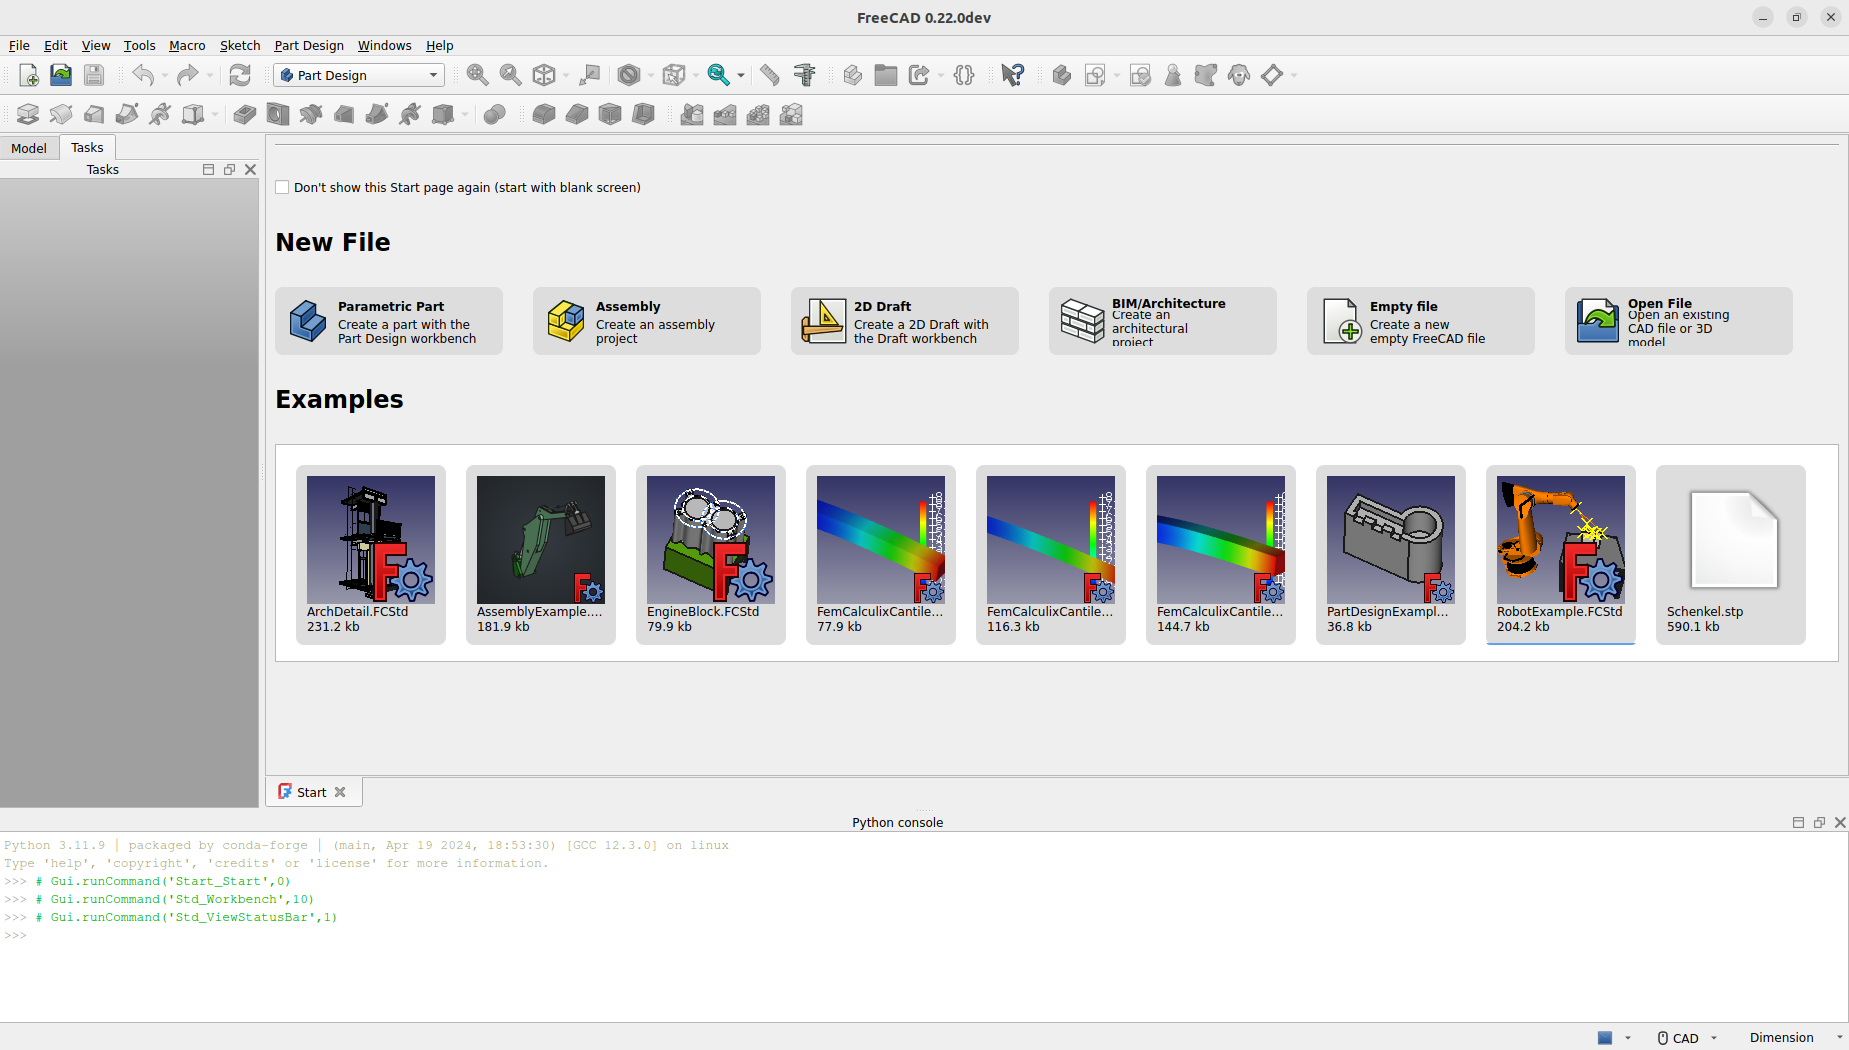 FreeCAD 0.22.0dev
File Edit View Tools Macro Sketch Part Design Windows Help
Part Design
Model Tasks
Tasks
Don't show this Start page again (start with blank screen)
New File
Parametric Part
Create a part with the
Part Design workbench
Assembly
Create an assembly
project
2D Draft
Create a 2D Draft with
the Draft workbench
BIM/Architecture
Create an
architectural
project
Empty file
Create a new
empty FreeCAD file
Open File
Open an existing
CAD file or 3D
model
Examples
ArchDetail.FCStd
231.2 kb
AssemblyExample....
181.9 kb
EngineBlock.FCStd
79.9 kb
FemCalculixCantile...
77.9 kb
FemCalculixCantile...
116.3 kb
FemCalculixCantile...
144.7 kb
PartDesignExampl...
36.8 kb
RobotExample.FCStd
204.2 kb
Schenkel.stp
590.1 kb
Start
Python console
Python 3.11.9 | packaged by conda-forge | (main, Apr 19 2024, 18:53:30) [GCC 12.3.0] on linux
Type 'help', 'copyright', 'credits' or 'license' for more information.
>>> # Gui.runCommand('Start_Start',0)
>>> # Gui.runCommand('Std_Workbench',10)
>>> # Gui.runCommand('Std_ViewStatusBar',1)
>>>
CAD
Dimension